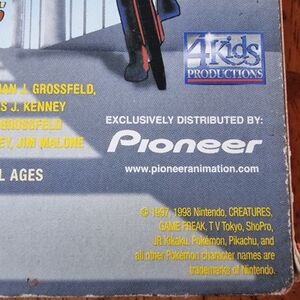 4Kids
PRODUCTIONS
AN J. GROSSFELD,
S J. KENNEY
GROSSFELD
EY, JIM MALONE
L AGES
EXCLUSIVELY DISTRIBUTED BY:
Pioneer
www.pioneeranimation.com
© 1997, 1998 Nintendo, CREATURES,
GAME FREAK, TV Tokyo, ShoPro,
JR Kikaku. Pokémon, Pikachu, and
all other Pokémon character names are
trademarks of Nintendo.